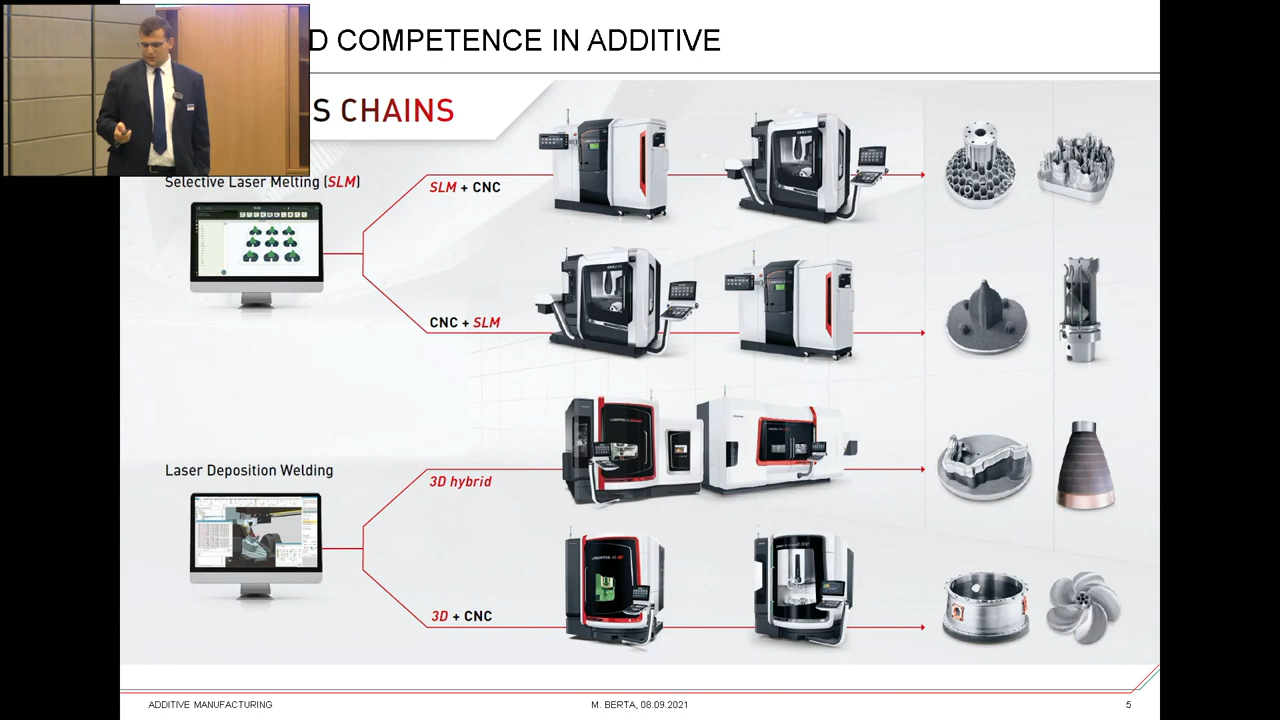 D COMPETENCE IN ADDITIVE
S CHAINS
Selective Laser Melting (SLM)
SLM + CNC
CNC + SLM
Laser Deposition Welding
3D hybrid
3D + CNC
ADDITIVE MANUFACTURING
M. BERTA, 08.09.2021
5